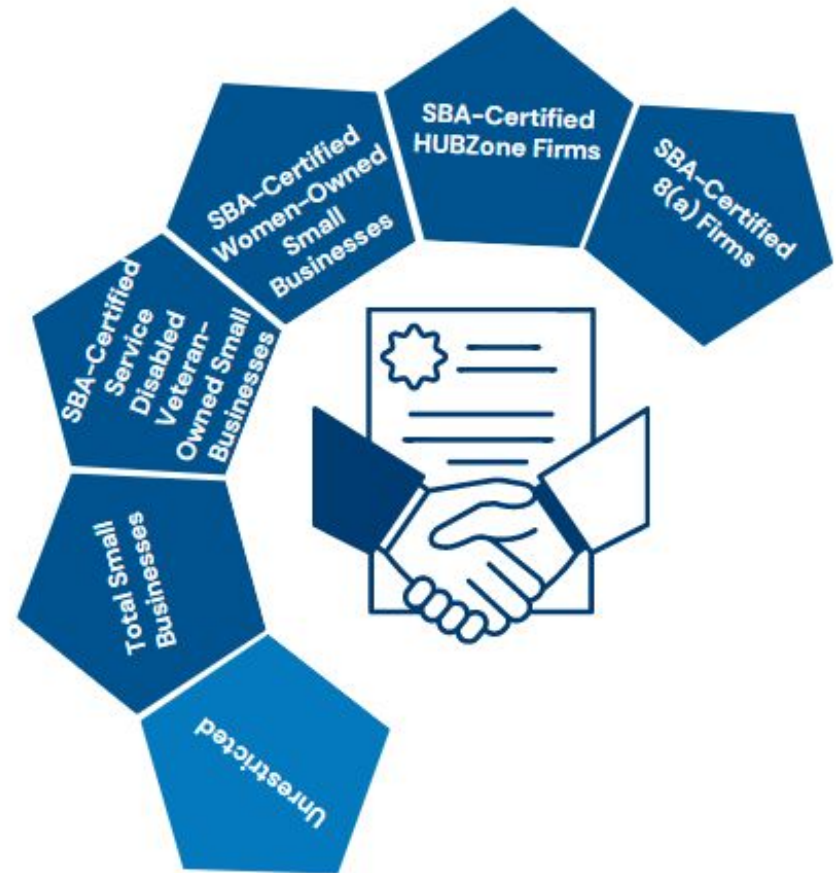 SBA-Certified
HUBZone Firms
SBA-Certified
8(a) Firms
SBA-Certified
Women-Owned
Small
Businesses
SBA-Certified
Service
Disabled
Veteran-
Owned Small
Businesses
Total Small
Businesses
Unrestricted